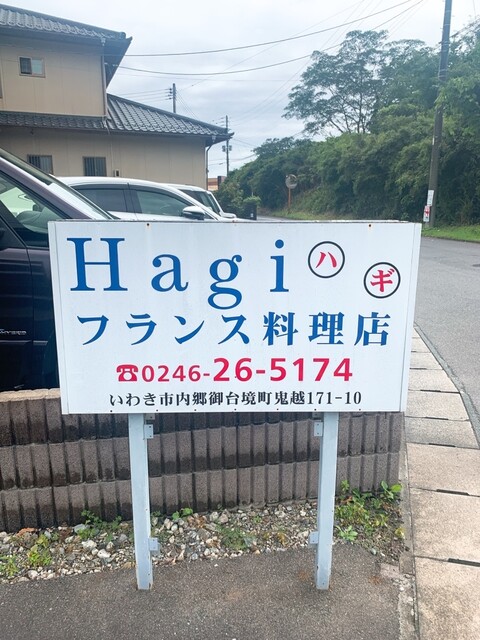 Hagi ハギ
フランス料理店
☎0246-26-5174
いわき市内郷御台境町鬼越171-10